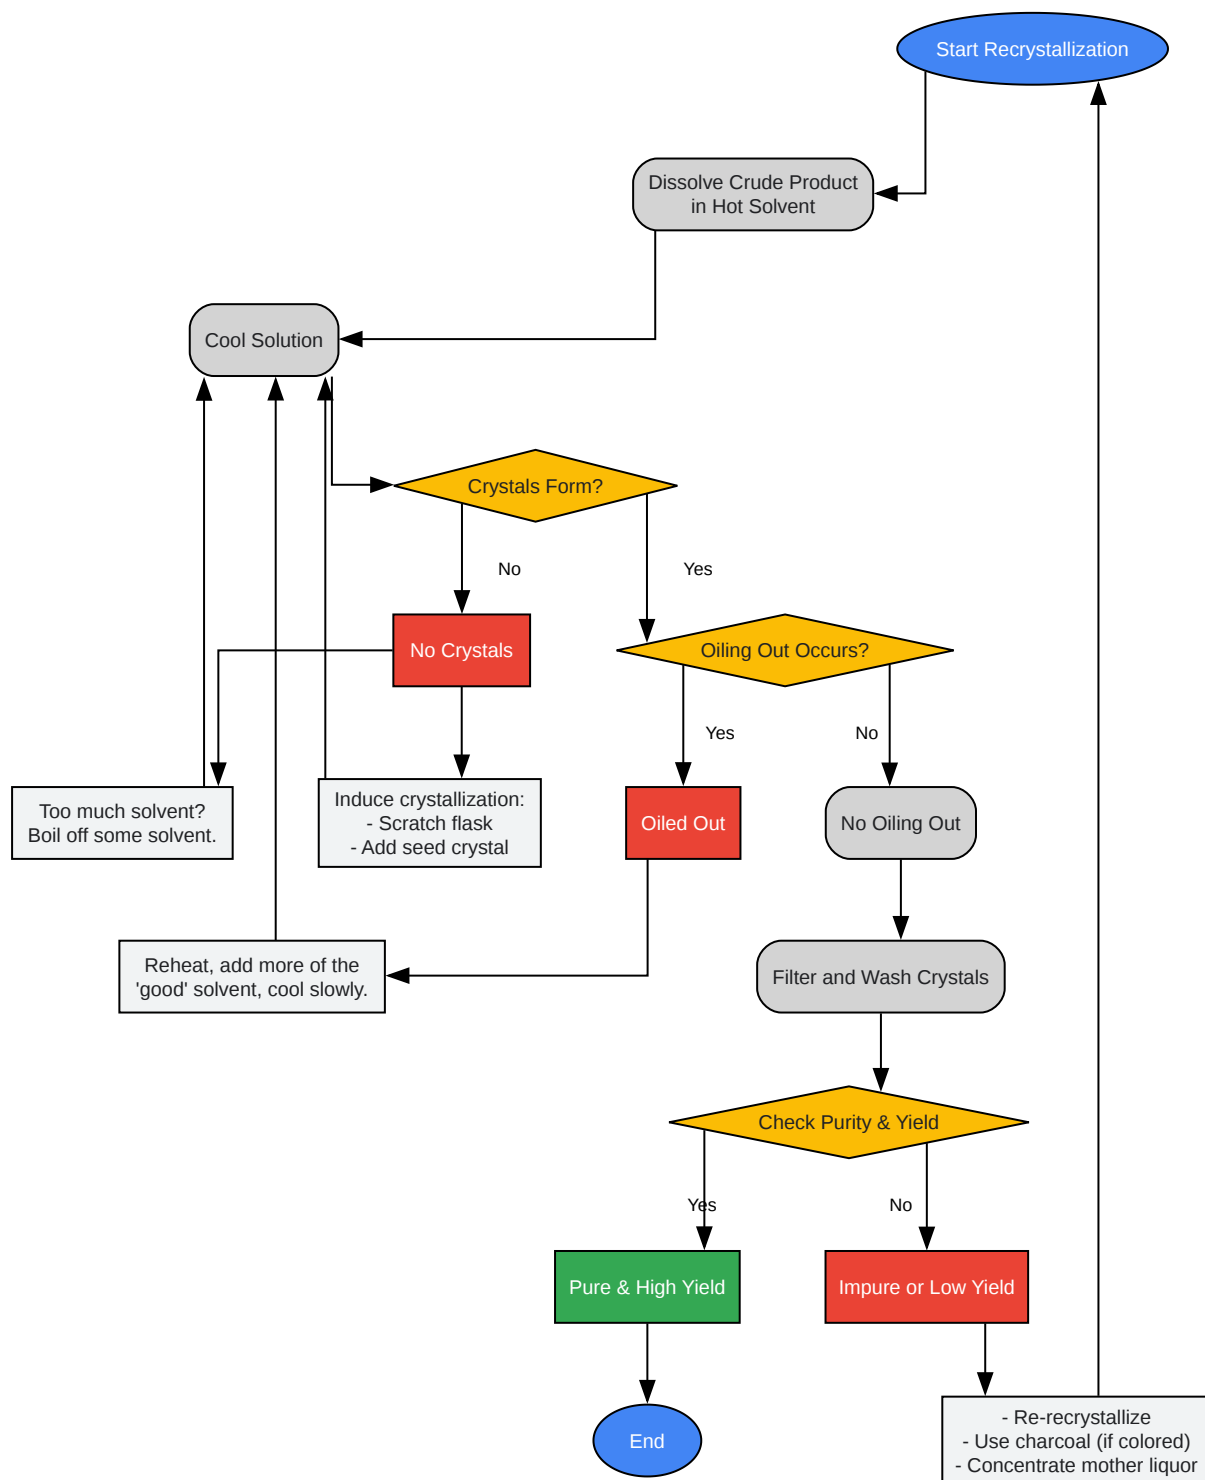 Start Recrystallization
Dissolve Crude Product
in Hot Solvent
Cool Solution
Crystals Form?
No
Yes
No Crystals
Oiling Out Occurs?
Yes
No
Too much solvent?
Boil off some solvent.
Induce crystallization:
- Scratch flask
- Add seed crystal
Oiled Out
No Oiling Out
Reheat, add more of the
'good' solvent, cool slowly.
Filter and Wash Crystals
Check Purity & Yield
Yes
No
Pure & High Yield
Impure or Low Yield
End
- Re-recrystallize
- Use charcoal (if colored)
- Concentrate mother liquor